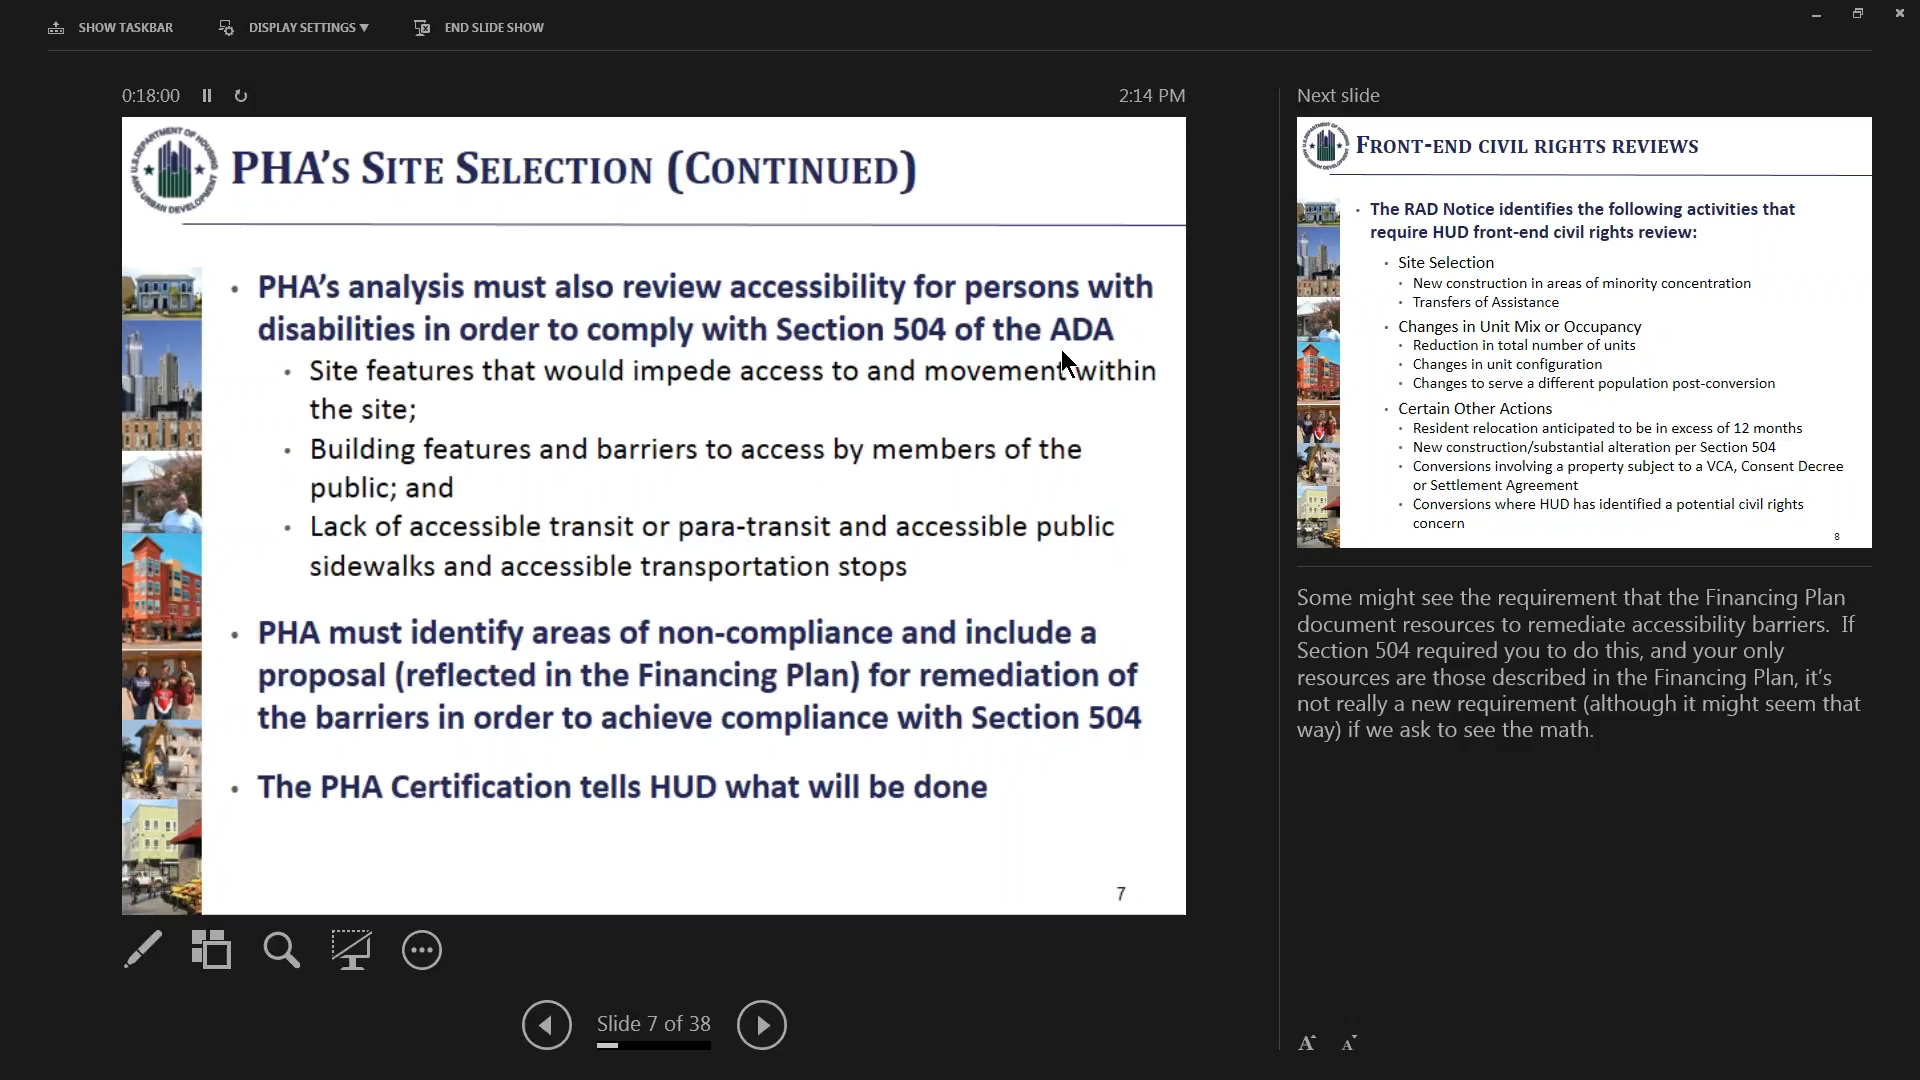 SHOW TASKBAR
DISPLAY SETTINGS ▼
END SLIDE SHOW
0:18:00
2:14 PM
U.S. DEPARTMENT OF HOUSING AND URBAN DEVELOPMENT
PHA'S SITE SELECTION (CONTINUED)
• PHA's analysis must also review accessibility for persons with
disabilities in order to comply with Section 504 of the ADA
• Site features that would impede access to and movement within
the site;
• Building features and barriers to access by members of the
public; and
• Lack of accessible transit or para-transit and accessible public
sidewalks and accessible transportation stops
• PHA must identify areas of non-compliance and include a
proposal (reflected in the Financing Plan) for remediation of
the barriers in order to achieve compliance with Section 504
• The PHA Certification tells HUD what will be done
7
Slide 7 of 38
Next slide
U.S. DEPARTMENT OF HOUSING AND URBAN DEVELOPMENT
FRONT-END CIVIL RIGHTS REVIEWS
• The RAD Notice identifies the following activities that
require HUD front-end civil rights review:
• Site Selection
• New construction in areas of minority concentration
• Transfers of Assistance
• Changes in Unit Mix or Occupancy
• Reduction in total number of units
• Changes in unit configuration
• Changes to serve a different population post-conversion
• Certain Other Actions
• Resident relocation anticipated to be in excess of 12 months
• New construction/substantial alteration per Section 504
• Conversions involving a property subject to a VCA, Consent Decree
or Settlement Agreement
• Conversions where HUD has identified a potential civil rights
concern
8
Some might see the requirement that the Financing Plan
document resources to remediate accessibility barriers.  If
Section 504 required you to do this, and your only
resources are those described in the Financing Plan, it's
not really a new requirement (although it might seem that
way) if we ask to see the math.
A A